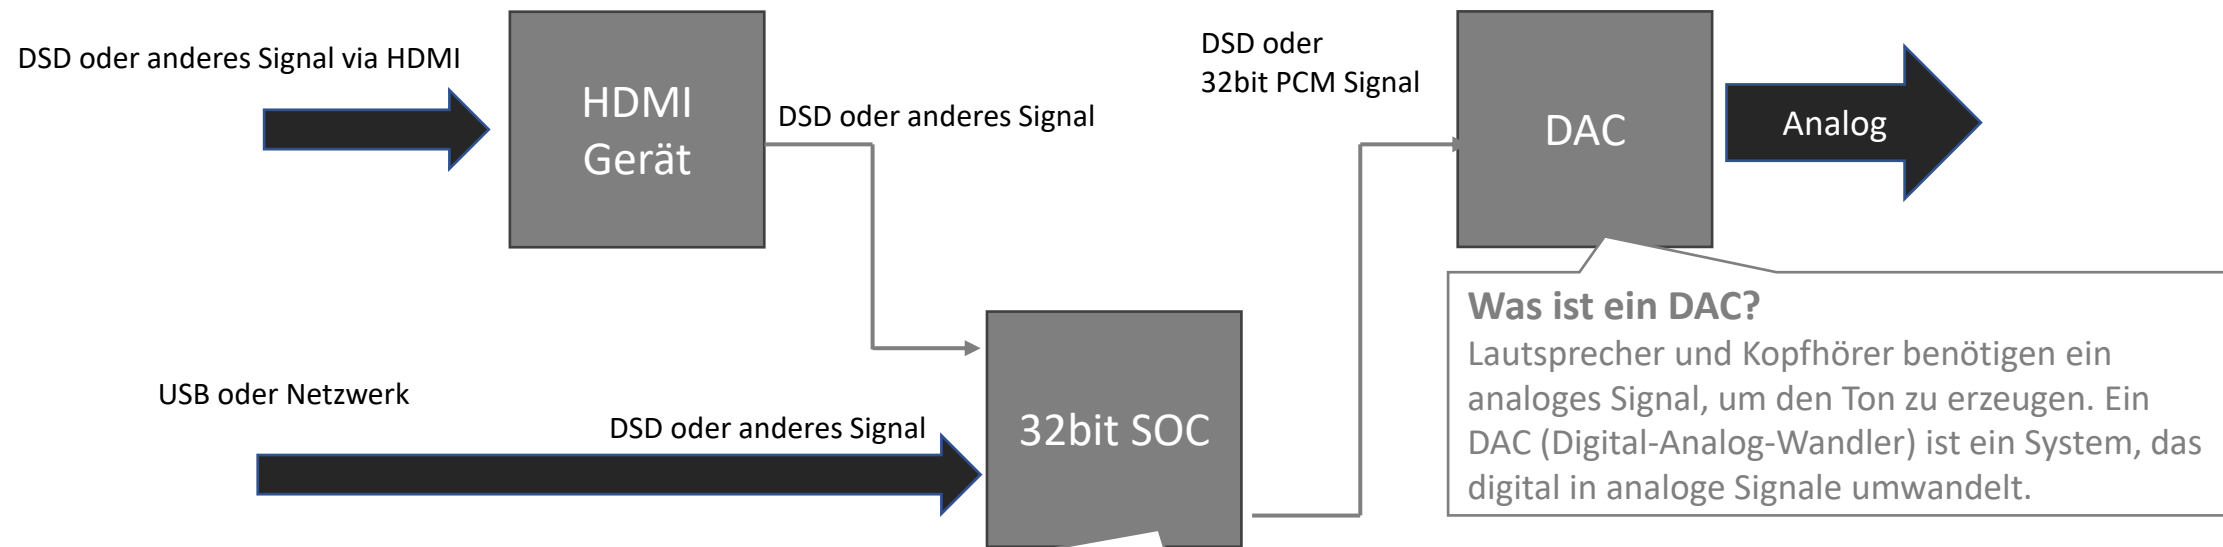 DSD oder anderes Signal via HDMI
HDMI
Gerät
DSD oder anderes Signal
DSD oder
32bit PCM Signal
DAC
Analog
USB oder Netzwerk
DSD oder anderes Signal
32bit SOC
Was ist ein DAC?
Lautsprecher und Kopfhörer benötigen ein
analoges Signal, um den Ton zu erzeugen. Ein
DAC (Digital-Analog-Wandler) ist ein System, das
digital in analoge Signale umwandelt.